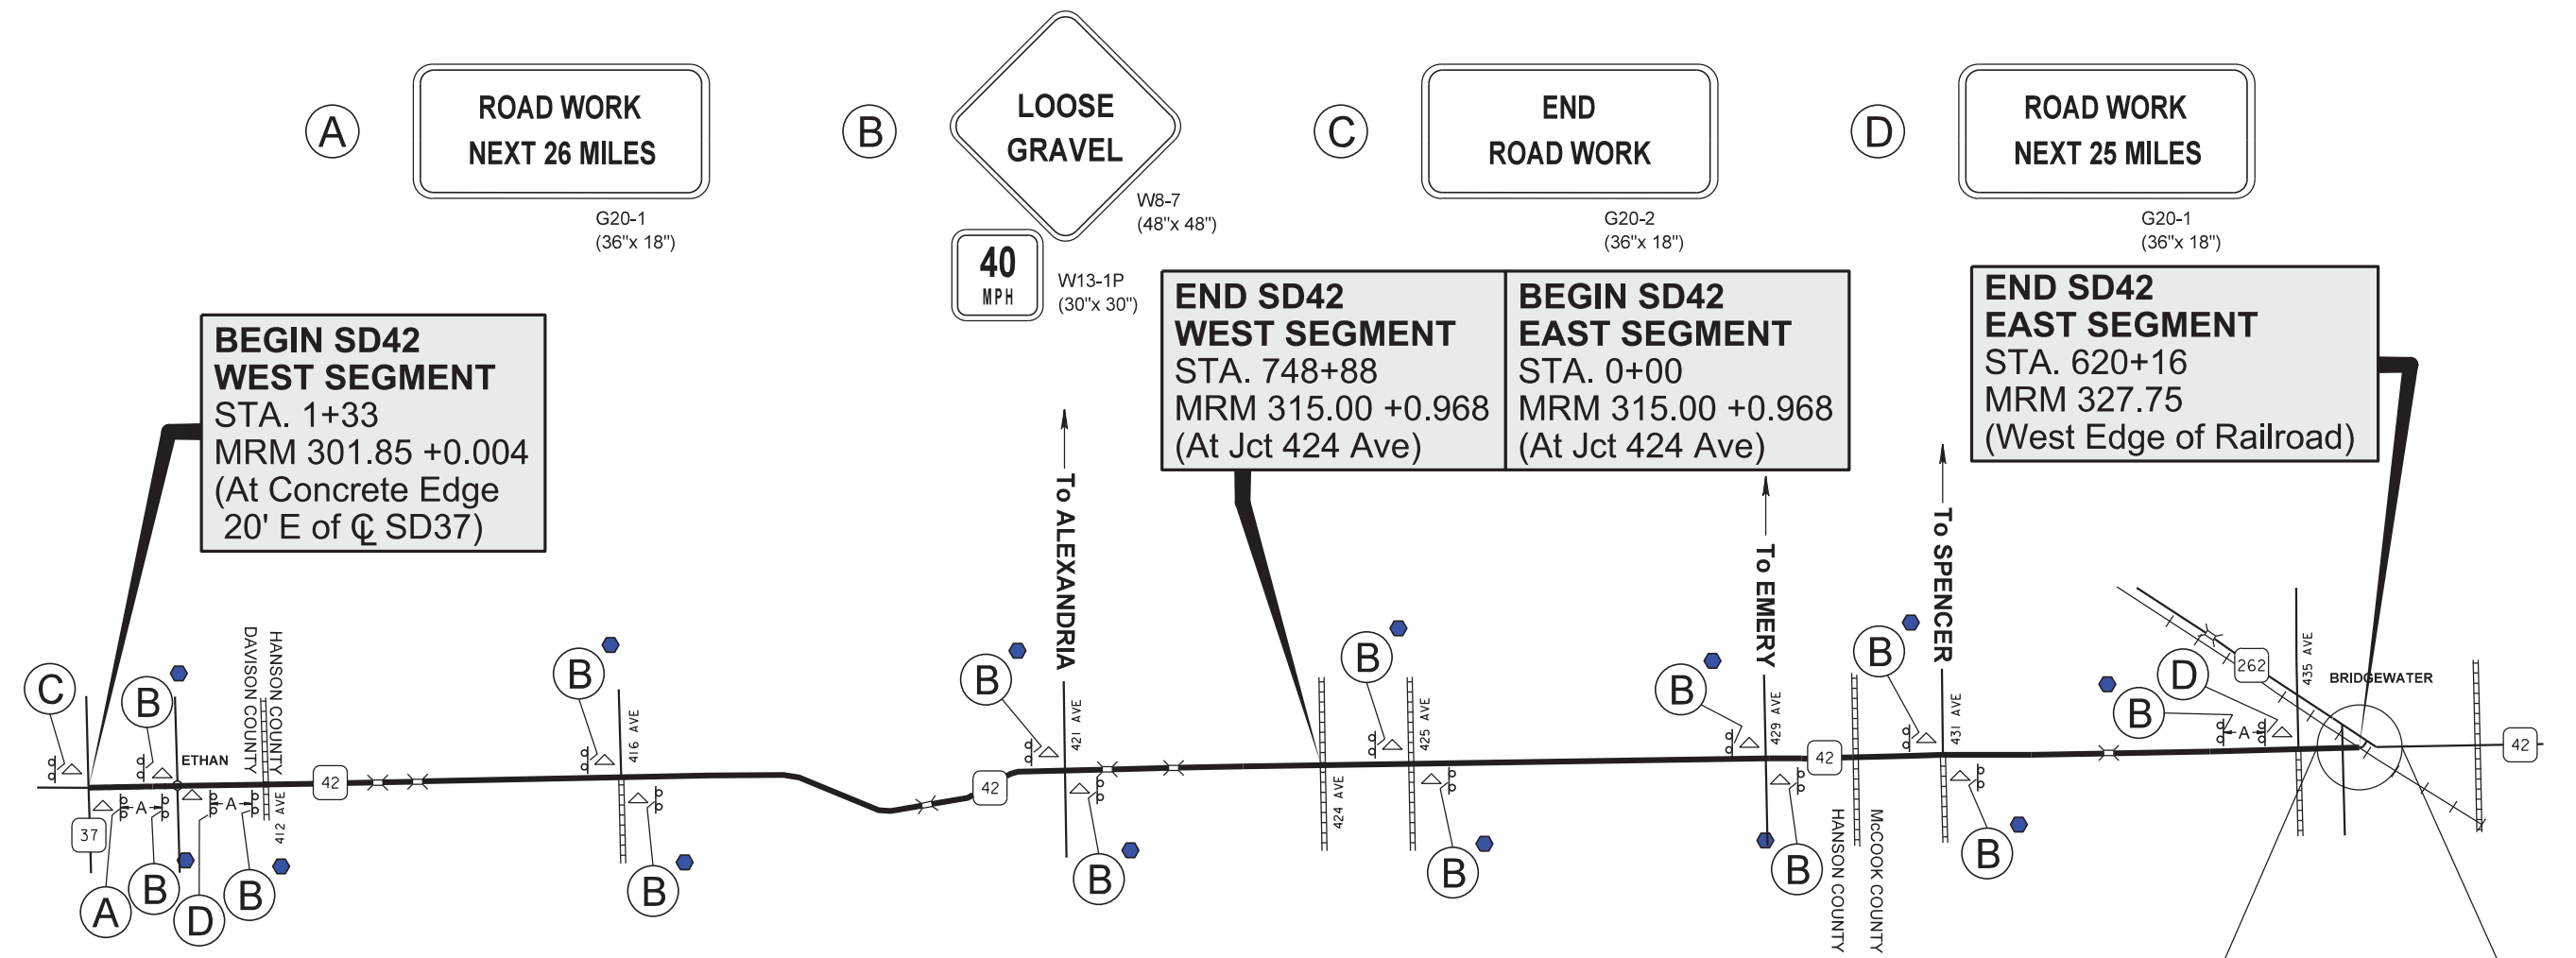 A
ROAD WORK
NEXT 26 MILES
G20-1
(36"x 18")
B
LOOSE
GRAVEL
W8-7
(48"x 48")
40
MPH
W13-1P
(30"x 30")
C
END
ROAD WORK
G20-2
(36"x 18")
D
ROAD WORK
NEXT 25 MILES
G20-1
(36"x 18")
BEGIN SD42
WEST SEGMENT
STA. 1+33
MRM 301.85 +0.004
(At Concrete Edge
20' E of ℄ SD37)
END SD42
WEST SEGMENT
STA. 748+88
MRM 315.00 +0.968
(At Jct 424 Ave)
BEGIN SD42
EAST SEGMENT
STA. 0+00
MRM 315.00 +0.968
(At Jct 424 Ave)
END SD42
EAST SEGMENT
STA. 620+16
MRM 327.75
(West Edge of Railroad)
To ALEXANDRIA
To EMERY
To SPENCER
C
B
DAVISON COUNTY
HANSON COUNTY
B
B
B
B
B
D
B
262
435 AVE
BRIDGEWATER
ETHAN
416 AVE
421 AVE
425 AVE
429 AVE
431 AVE
42
42
42
42
A
A
A
37
412 AVE
424 AVE
A
B
D
B
B
B
B
B
B
HANSON COUNTY
McCOOK COUNTY